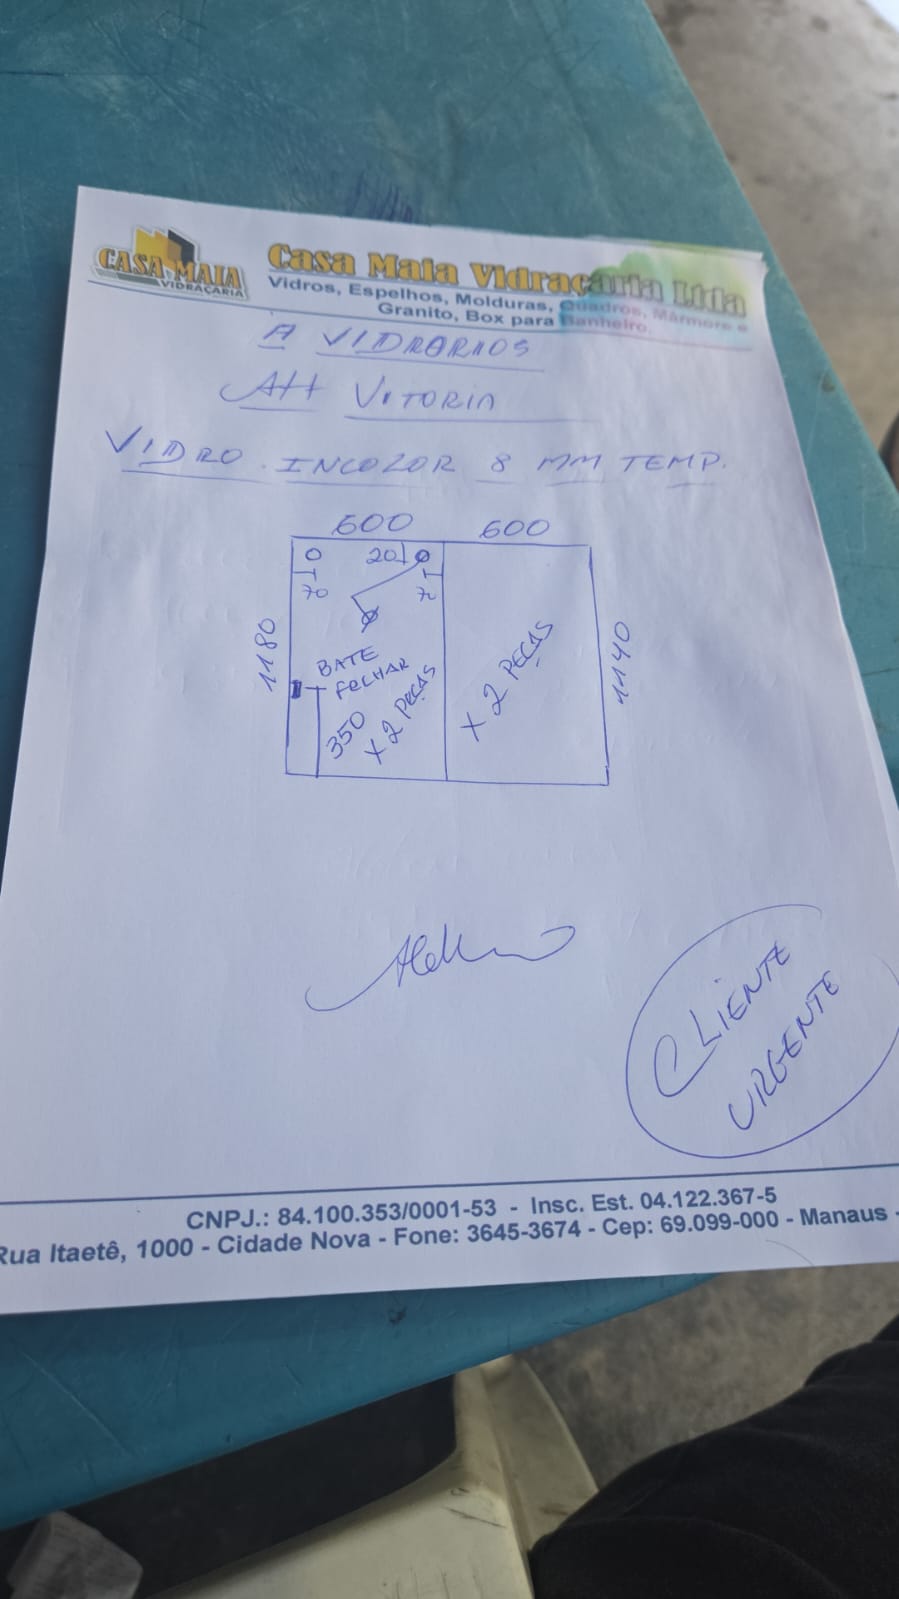 CASA MAIA
VIDRAÇARIA
Casa Maia Vidraçaria Ltda
Vidros, Espelhos, Molduras, Quadros, Mármore e
Granito, Box para Banheiro.
A VIDRORIOS
Att VITORIA
VIDRO INCOLOR 8 MM TEMP.
600 600
20
70 70
1180
1140
BATE
FECHAR
350
X 2 PEÇAS
X 2 PEÇAS
CLIENTE
URGENTE
CNPJ.: 84.100.353/0001-53 - Insc. Est. 04.122.367-5
Rua Itaetê, 1000 - Cidade Nova - Fone: 3645-3674 - Cep: 69.099-000 - Manaus -